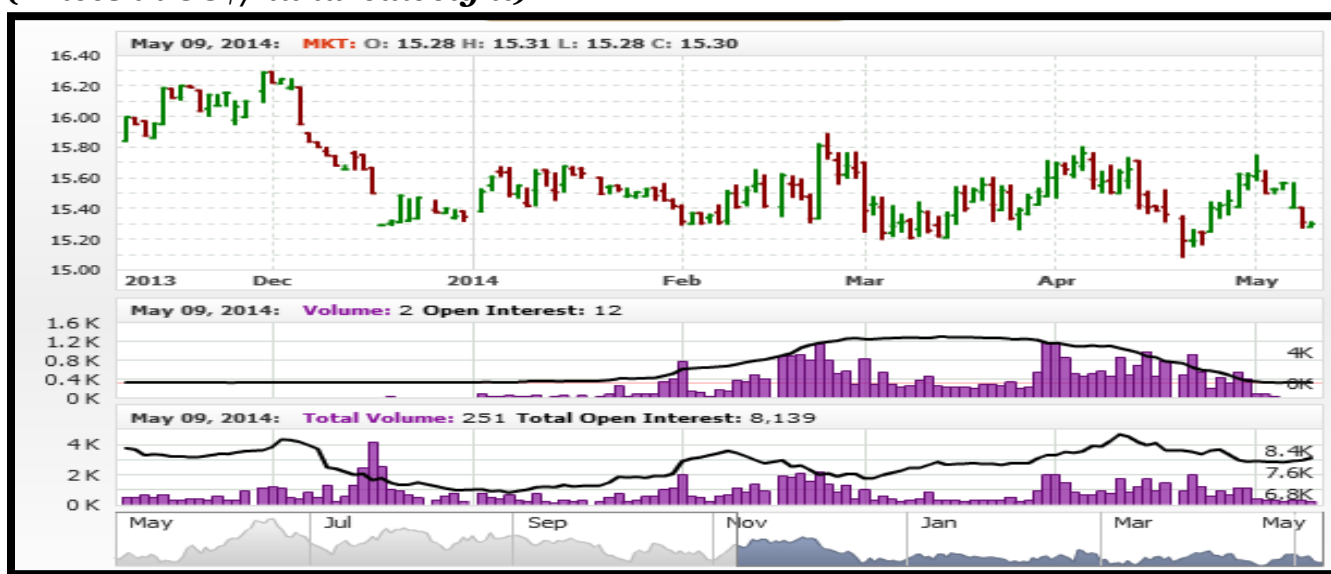 May 09, 2014: MKT: O: 15.28 H: 15.31 L: 15.28 C: 15.30
16.40
16.20
16.00
15.80
15.60
15.40
15.20
15.00
2013 Dec 2014 Feb Mar Apr May
May 09, 2014: Volume: 2 Open Interest: 12
1.6 K
1.2 K
0.8 K 4K
0.4 K 0K
0 K
May 09, 2014: Total Volume: 251 Total Open Interest: 8,139
4 K 8.4K
2 K 7.6K
0 K 6.8K
May Jul Sep Nov Jan Mar May